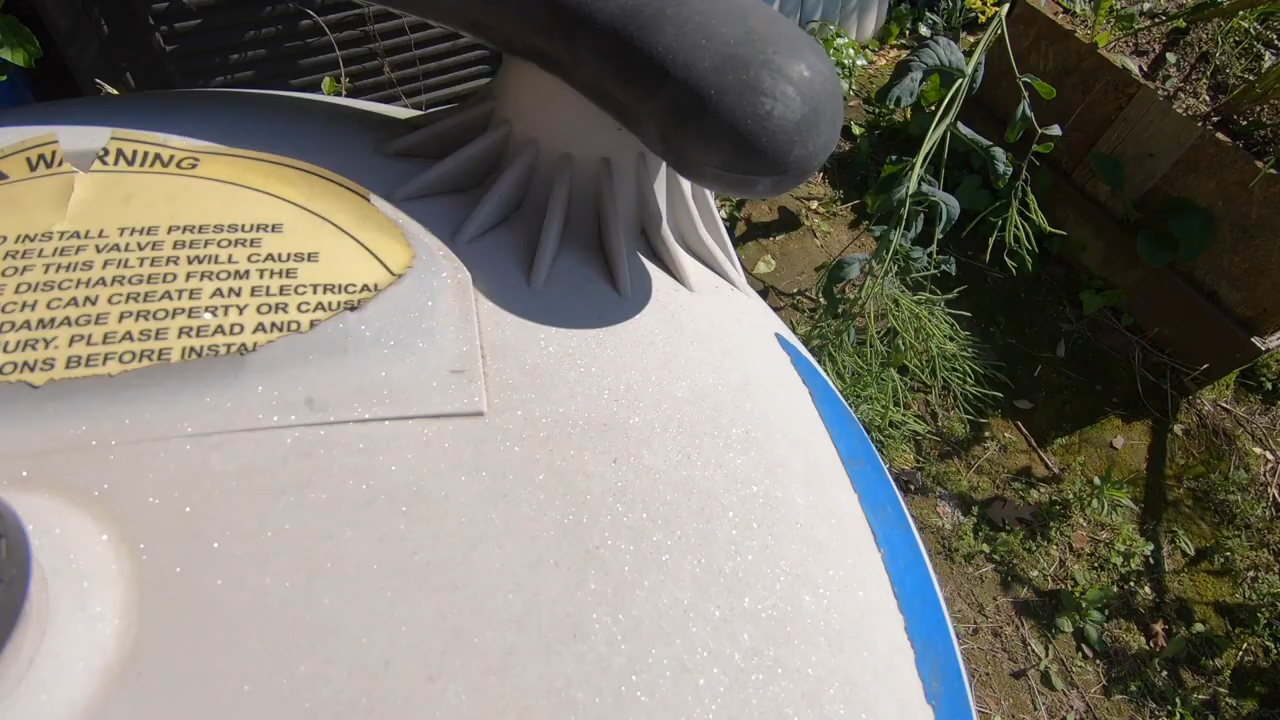 WARNING
INSTALL THE PRESSURE
RELIEF VALVE BEFORE
OF THIS FILTER WILL CAUSE
DISCHARGED FROM THE
CH CAN CREATE AN ELECTRICAL
DAMAGE PROPERTY OR CAUSE
URY. PLEASE READ AND
ONS BEFORE INSTAL